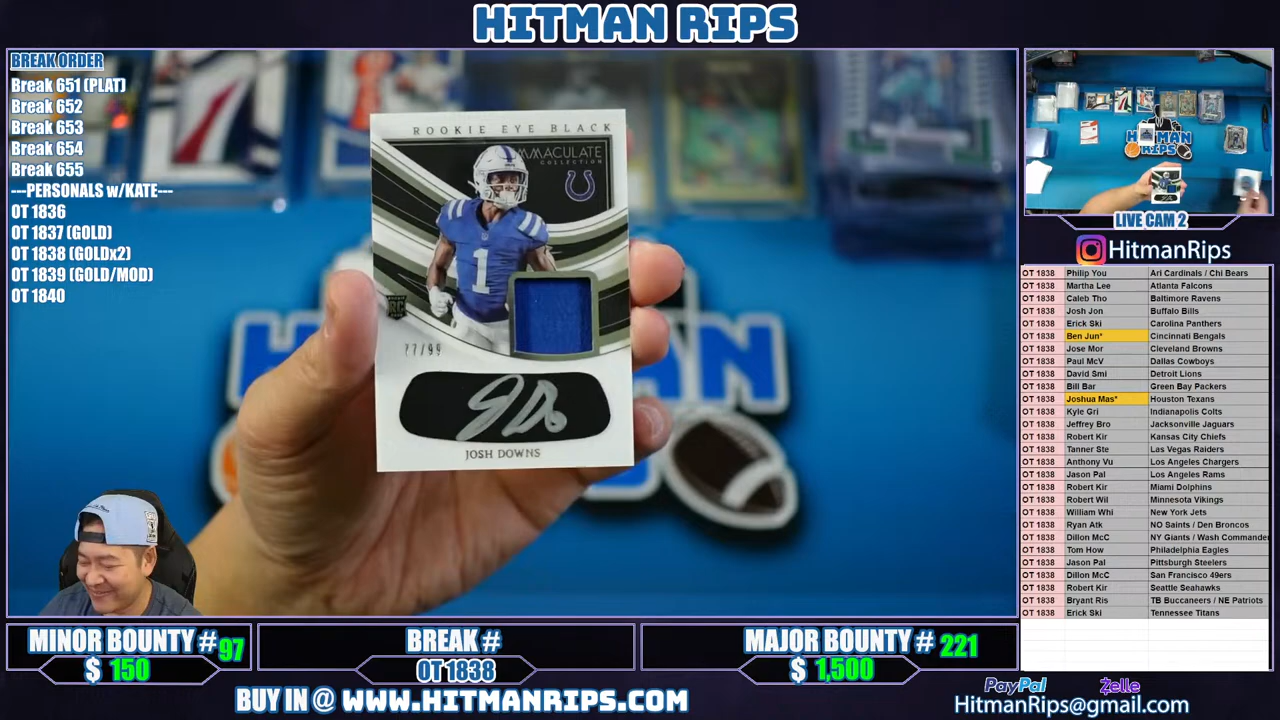 HITMAN RIPS
BREAK ORDER
Break 651 (PLAT)
Break 652
Break 653
Break 654
Break 655
---PERSONALS w/KATE---
OT 1836
OT 1837 (GOLD)
OT 1838 (GOLDx2)
OT 1839 (GOLD/MOD)
OT 1840
ROOKIE EYE BLACK
IMMACULATE
COLLECTION
1
RC
77/99
JOSH DOWNS
HITMAN
RIPS
LIVE CAM 2
HitmanRips
OT 1838 Philip You Ari Cardinals / Chi Bears
OT 1838 Martha Lee Atlanta Falcons
OT 1838 Caleb Tho Baltimore Ravens
OT 1838 Josh Jon Buffalo Bills
OT 1838 Erick Ski Carolina Panthers
OT 1838 Ben Jun* Cincinnati Bengals
OT 1838 Jose Mor Cleveland Browns
OT 1838 Paul McV Dallas Cowboys
OT 1838 David Smi Detroit Lions
OT 1838 Bill Bar Green Bay Packers
OT 1838 Joshua Mas* Houston Texans
OT 1838 Kyle Gri Indianapolis Colts
OT 1838 Jeffrey Bro Jacksonville Jaguars
OT 1838 Robert Kir Kansas City Chiefs
OT 1838 Tanner Ste Las Vegas Raiders
OT 1838 Anthony Vu Los Angeles Chargers
OT 1838 Jason Pal Los Angeles Rams
OT 1838 Robert Kir Miami Dolphins
OT 1838 Robert Wil Minnesota Vikings
OT 1838 William Whi New York Jets
OT 1838 Ryan Atk NO Saints / Den Broncos
OT 1838 Dillon McC NY Giants / Wash Commander
OT 1838 Tom How Philadelphia Eagles
OT 1838 Jason Pal Pittsburgh Steelers
OT 1838 Dillon McC San Francisco 49ers
OT 1838 Robert Kir Seattle Seahawks
OT 1838 Bryant Ris TB Buccaneers / NE Patriots
OT 1838 Erick Ski Tennessee Titans
MINOR BOUNTY # 97
$ 150
BREAK #
OT 1838
MAJOR BOUNTY # 221
$ 1,500
BUY IN @ WWW.HITMANRIPS.COM
PayPal Zelle
HitmanRips@gmail.com